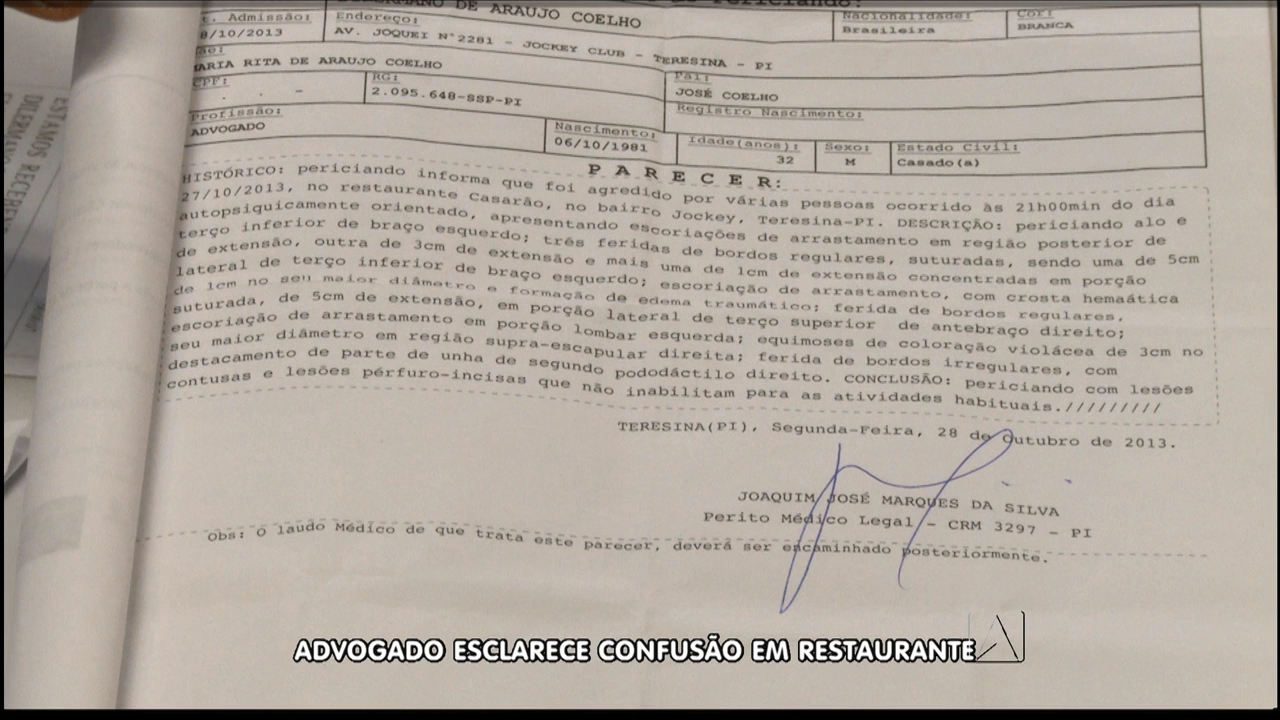 DE ARAUJO COELHO
Admissão: Endereço: Nacionalidade: Cor:
8/10/2013 AV. JOQUEI N°2281 - JOCKEY CLUB - TERESINA - PI Brasileira BRANCA
ARIA RITA DE ARAUJO COELHO Pai:
CPF: RG: JOSÉ COELHO
. . - 2.095.648-SSP-PI Registro Nascimento:
Profissão: Nascimento: Idade(anos): Sexo: Estado Civil:
ADVOGADO 06/10/1981 32 M Casado(a)
P A R E C E R:
HISTÓRICO: periciando informa que foi agredido por várias pessoas ocorrido às 21h00min do dia
27/10/2013, no restaurante Casarão, no bairro Jockey, Teresina-PI. DESCRIÇÃO: periciando alo e
autopsiquicamente orientado, apresentando escoriações de arrastamento em região posterior de
terço inferior de braço esquerdo; três feridas de bordos regulares, suturadas, sendo uma de 5cm
de extensão, outra de 3cm de extensão e mais uma de 1cm de extensão concentradas em porção
lateral de terço inferior de braço esquerdo; escoriação de arrastamento, com crosta hemaática
de 1cm no seu maior diâmetro e formação de edema traumático; ferida de bordos regulares,
suturada, de 5cm de extensão, em porção lateral de terço superior de antebraço direito;
escoriação de arrastamento em porção lombar esquerda; equimoses de coloração violácea de 3cm no
seu maior diâmetro em região supra-escapular direita; ferida de bordos irregulares, com
destacamento de parte de unha de segundo pododáctilo direito. CONCLUSÃO: periciando com lesões
contusas e lesões pérfuro-incisas que não inabilitam para as atividades habituais./////////
TERESINA(PI), Segunda-Feira, 28 de outubro de 2013.
JOAQUIM JOSÉ MARQUES DA SILVA
Perito Médico Legal - CRM 3297 - PI
Obs: O laudo Médico de que trata este parecer, deverá ser encaminhado posteriormente.
ESTAMOS RECEB
ADVOGADO ESCLARECE CONFUSÃO EM RESTAURANTE